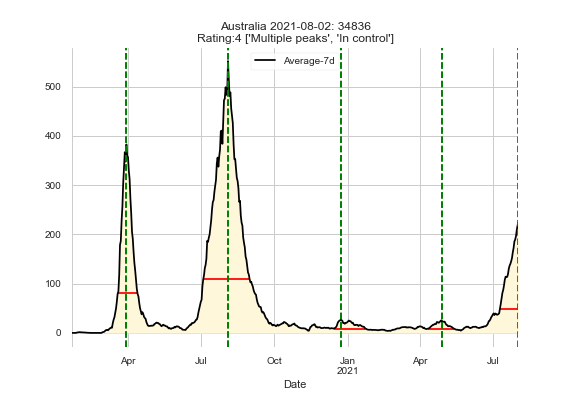 Australia 2021-08-02: 34836
Rating:4 ['Multiple peaks', 'In control']
Average-7d
500
400
300
200
100
0
Apr
Jul
Oct
Jan
2021
Apr
Jul
Date